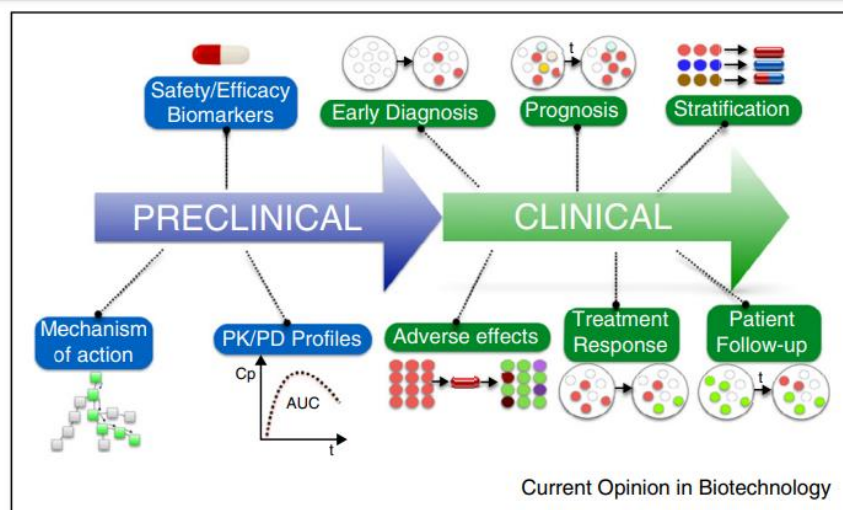 Safety/Efficacy
Biomarkers
Early Diagnosis
t
Prognosis
Stratification
PRECLINICAL
CLINICAL
Mechanism
of action
PK/PD Profiles
Cp
AUC
t
Adverse effects
Treatment
Response
Patient
Follow-up
t
Current Opinion in Biotechnology